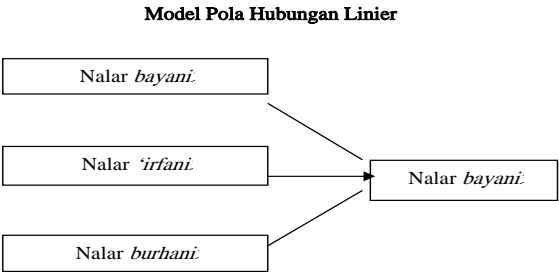 Model Pola Hubungan Linier
Nalar bayani:
Nalar ‘irfani:
Nalar bayani:
Nalar burhani: